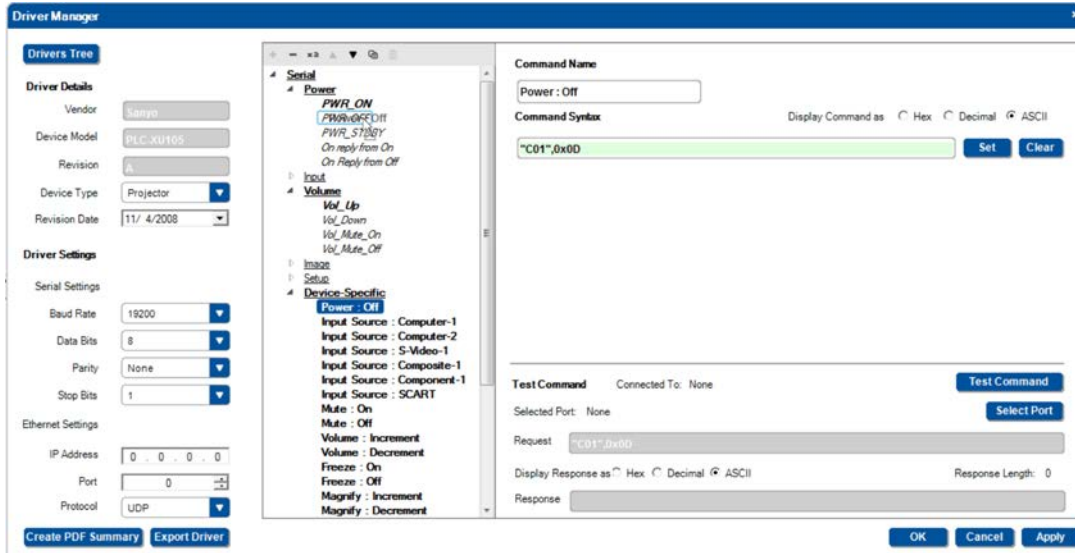 Driver Manager
Drivers Tree
Driver Details
Vendor
Sanyo
Device Model
PLC-XU105
Revision
A
Device Type
Projector
Revision Date
11/ 4/2008
Driver Settings
Serial Settings
Baud Rate
19200
Data Bits
8
Parity
None
Stop Bits
1
Ethernet Settings
IP Address
0 . 0 . 0 . 0
Port
0
Protocol
UDP
Create PDF Summary
Export Driver
Serial
Power
PWR_ON
PWR_OFF
PWR_STDBY
On reply from On
On Reply from Off
Input
Volume
Vol_Up
Vol_Down
Vol_Mute_On
Vol_Mute_Off
Image
Setup
Device-Specific
Power : Off
Input Source : Computer-1
Input Source : Computer-2
Input Source : S-Video-1
Input Source : Composite-1
Input Source : Component-1
Input Source : SCART
Mute : On
Mute : Off
Volume : Increment
Volume : Decrement
Freeze : On
Freeze : Off
Magnify : Increment
Magnify : Decrement
Command Name
Power : Off
Command Syntax
Display Command as Hex Decimal ASCII
"C01",0x0D
Set
Clear
Test Command
Connected To: None
Test Command
Selected Port: None
Select Port
Request
"C01",0x0D
Display Response as Hex Decimal ASCII
Response Length: 0
Response
OK
Cancel
Apply